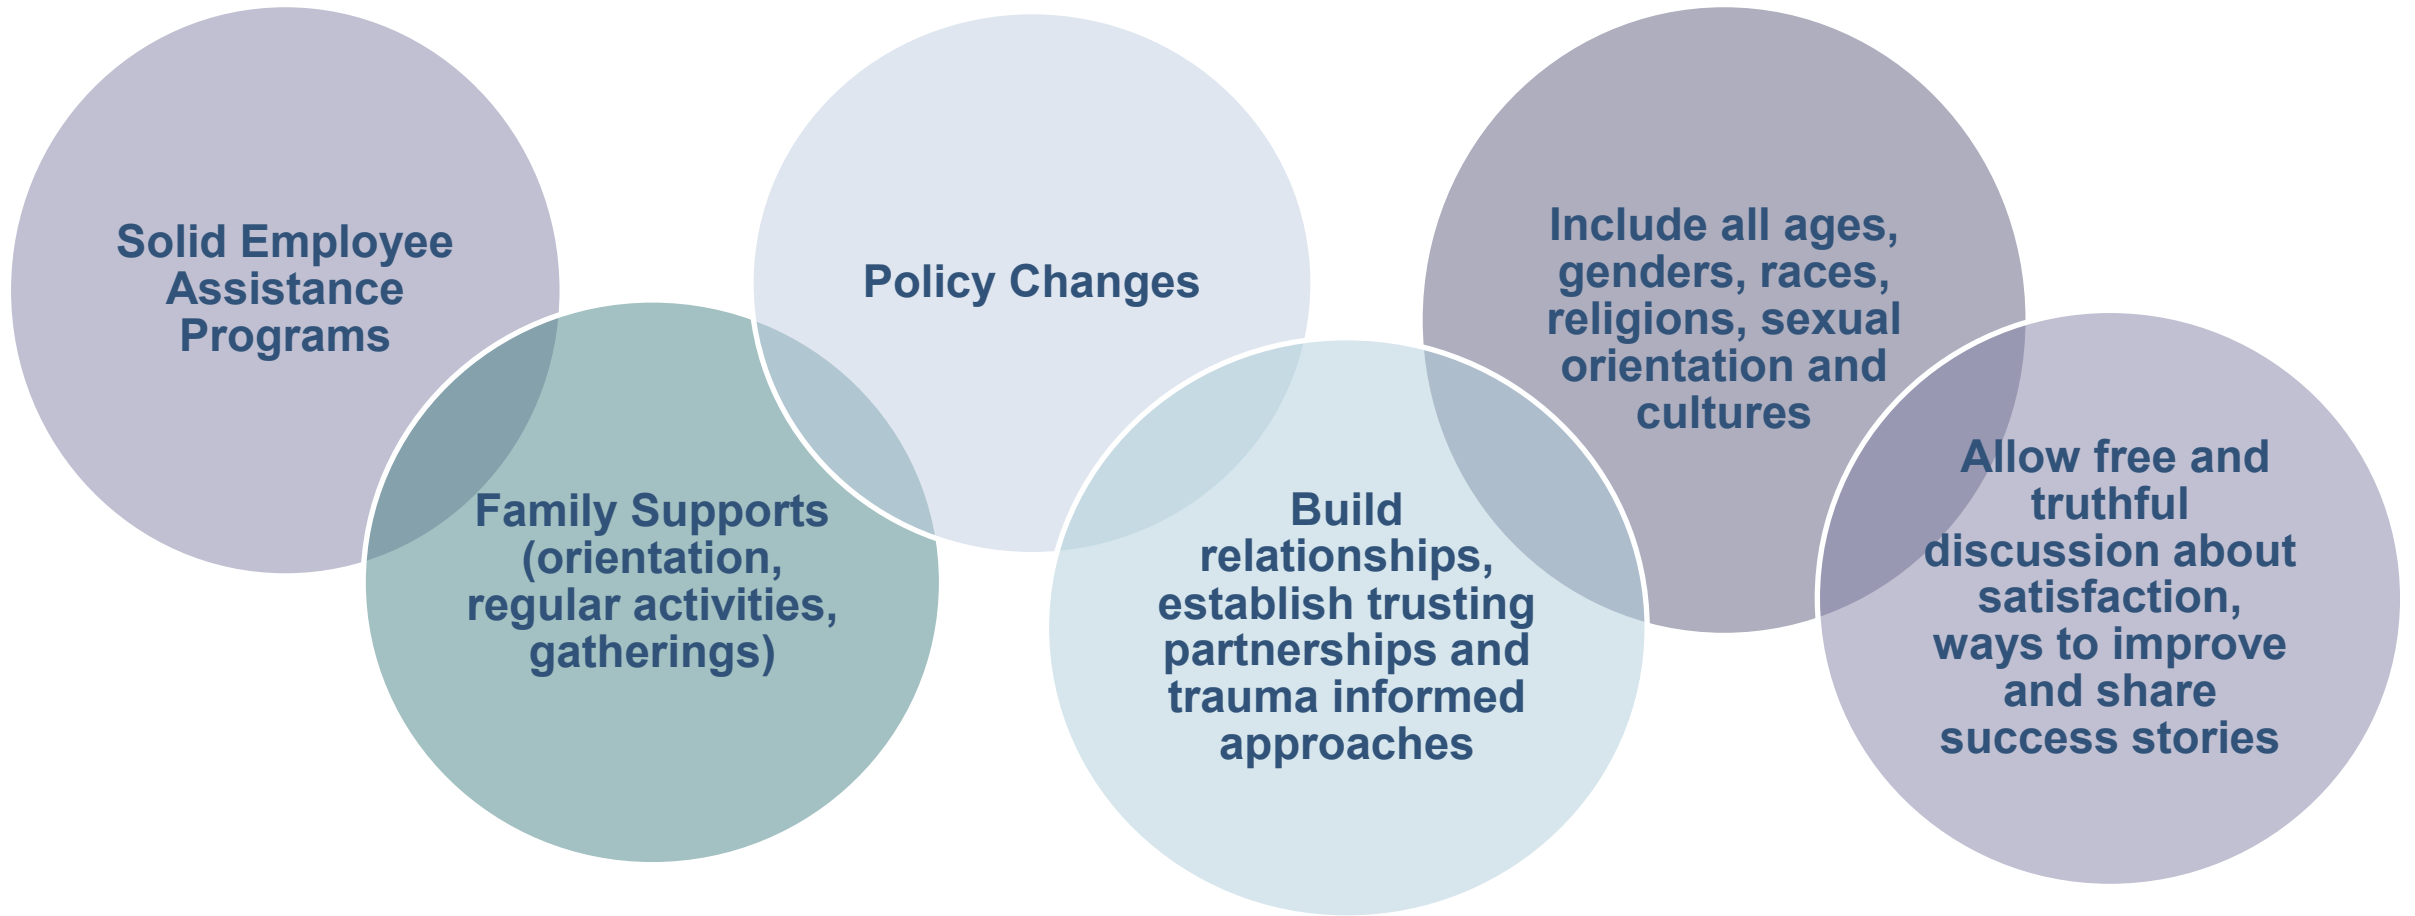 Solid Employee
Assistance
Programs
Family Supports
(orientation,
regular activities,
gatherings)
Policy Changes
Build
relationships,
establish trusting
partnerships and
trauma informed
approaches
Include all ages,
genders, races,
religions, sexual
orientation and
cultures
Allow free and
truthful
discussion about
satisfaction,
ways to improve
and share
success stories